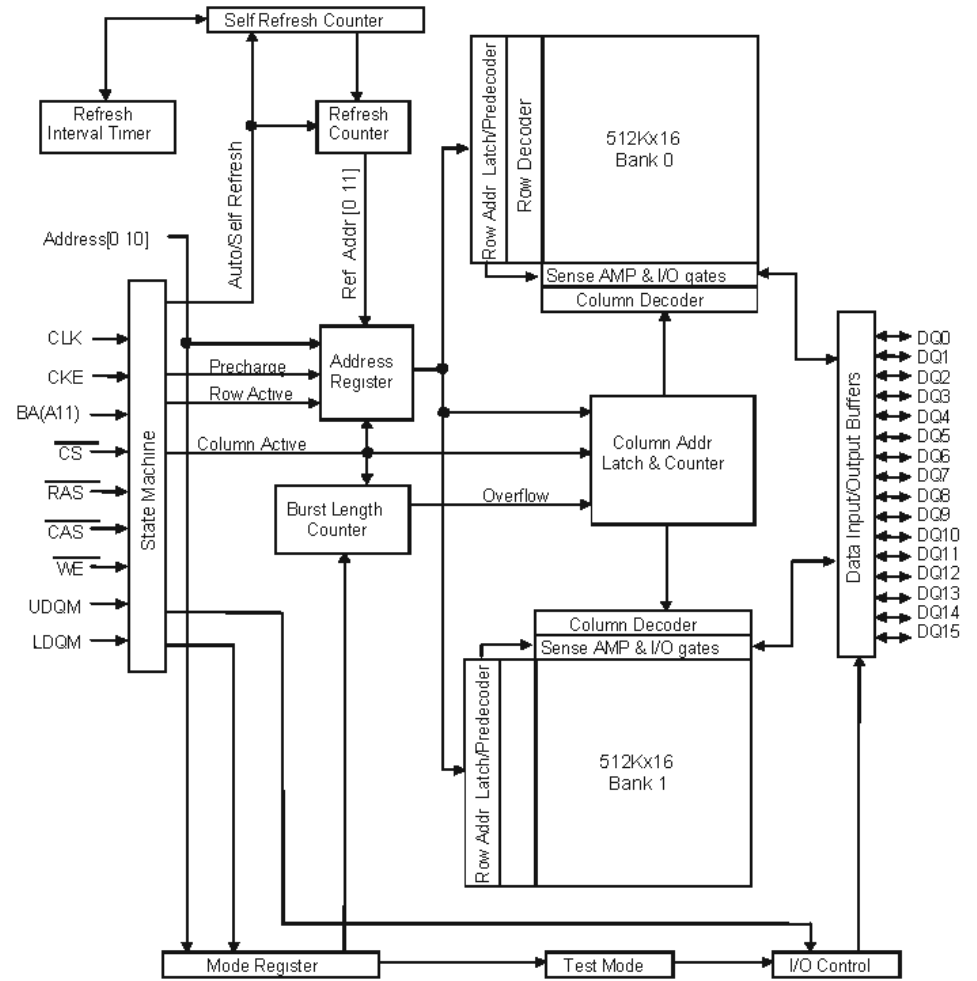 Self Refresh Counter
Refresh
Interval Timer
Refresh
Counter
Auto/Self Refresh
Ref Addr [0 11]
Address[0 10]
State Machine
CLK
CKE
BA(A11)
CS
RAS
CAS
WE
UDQM
LDQM
Precharge
Row Active
Column Active
Address
Register
Burst Length
Counter
Overflow
Row Addr Latch/Predecoder
Row Decoder
512Kx16
Bank 0
Sense AMP & I/O gates
Column Decoder
Column Addr
Latch & Counter
Column Decoder
Sense AMP & I/O gates
Row Addr Latch/Predecoder
512Kx16
Bank 1
Data Input/Output Buffers
DQ0
DQ1
DQ2
DQ3
DQ4
DQ5
DQ6
DQ7
DQ8
DQ9
DQ10
DQ11
DQ12
DQ13
DQ14
DQ15
Mode Register
Test Mode
I/O Control